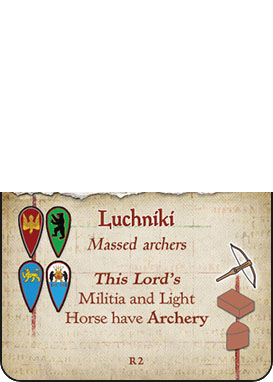 Luchniki
Massed archers
This Lord's
Militia and Light
Horse have Archery
R2